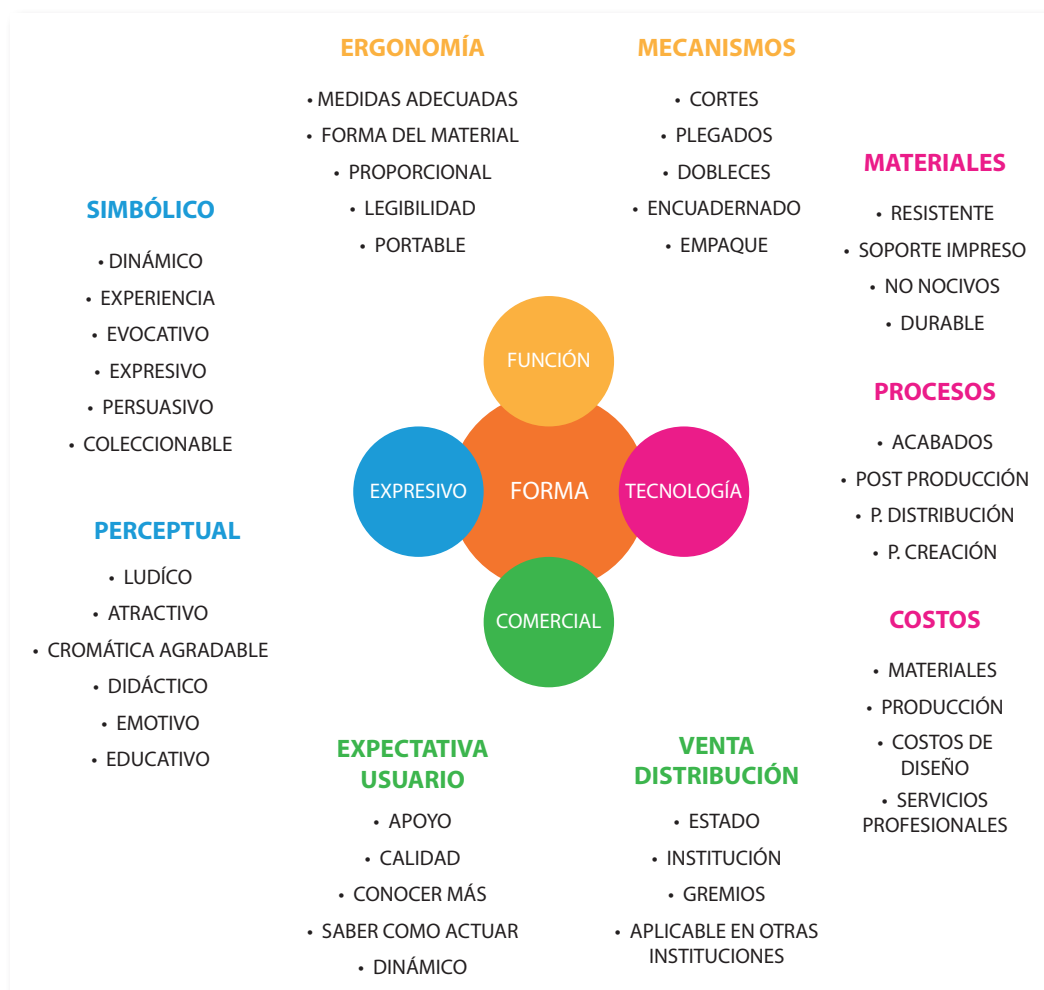 ERGONOMÍA
• MEDIDAS ADECUADAS
• FORMA DEL MATERIAL
• PROPORCIONAL
• LEGIBILIDAD
• PORTABLE
MECANISMOS
• CORTES
• PLEGADOS
• DOBLECES
• ENCUADERNADO
• EMPAQUE
MATERIALES
• RESISTENTE
• SOPORTE IMPRESO
• NO NOCIVOS
• DURABLE
SIMBÓLICO
• DINÁMICO
• EXPERIENCIA
• EVOCATIVO
• EXPRESIVO
• PERSUASIVO
• COLECCIONABLE
FUNCIÓN
EXPRESIVO
FORMA
TECNOLOGÍA
COMERCIAL
PROCESOS
• ACABADOS
• POST PRODUCCIÓN
• P. DISTRIBUCIÓN
• P. CREACIÓN
PERCEPTUAL
• LUDÍCO
• ATRACTIVO
• CROMÁTICA AGRADABLE
• DIDÁCTICO
• EMOTIVO
• EDUCATIVO
COSTOS
• MATERIALES
• PRODUCCIÓN
• COSTOS DE
DISEÑO
• SERVICIOS
PROFESIONALES
EXPECTATIVA
USUARIO
• APOYO
• CALIDAD
• CONOCER MÁS
• SABER COMO ACTUAR
• DINÁMICO
VENTA
DISTRIBUCIÓN
• ESTADO
• INSTITUCIÓN
• GREMIOS
• APLICABLE EN OTRAS
INSTITUCIONES